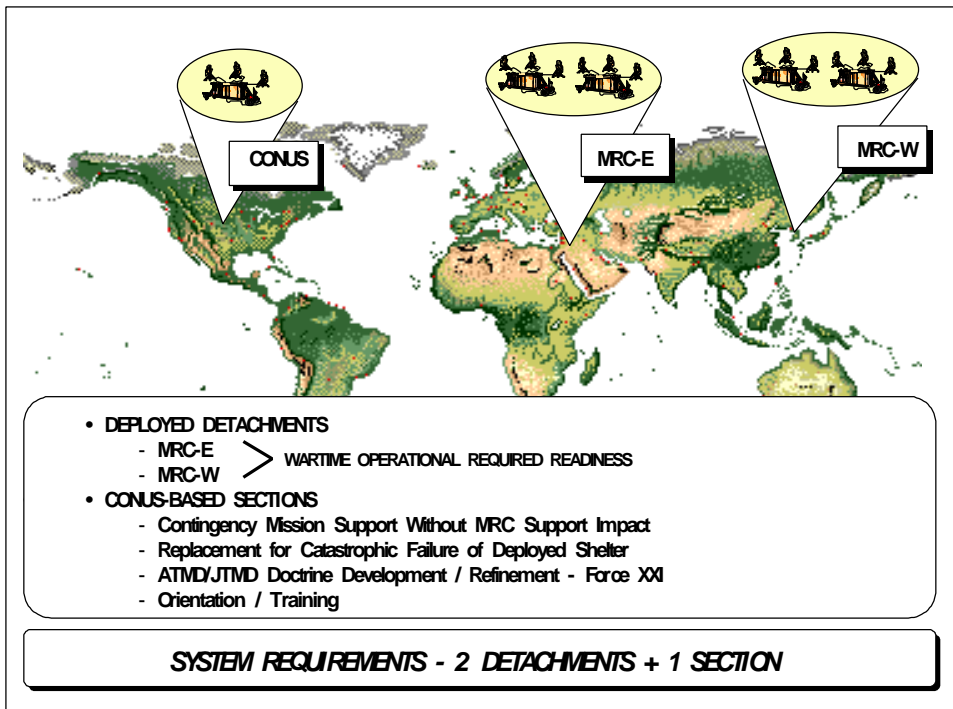 CONUS
MRC-E
MRC-W
• DEPLOYED DETACHMENTS
- MRC-E
- MRC-W
WARTIME OPERATIONAL REQUIRED READINESS
• CONUS-BASED SECTIONS
- Contingency Mission Support Without MRC Support Impact
- Replacement for Catastrophic Failure of Deployed Shelter
- ATMD/JTMD Doctrine Development / Refinement - Force XXI
- Orientation / Training
SYSTEM REQUIREMENTS - 2 DETACHMENTS + 1 SECTION